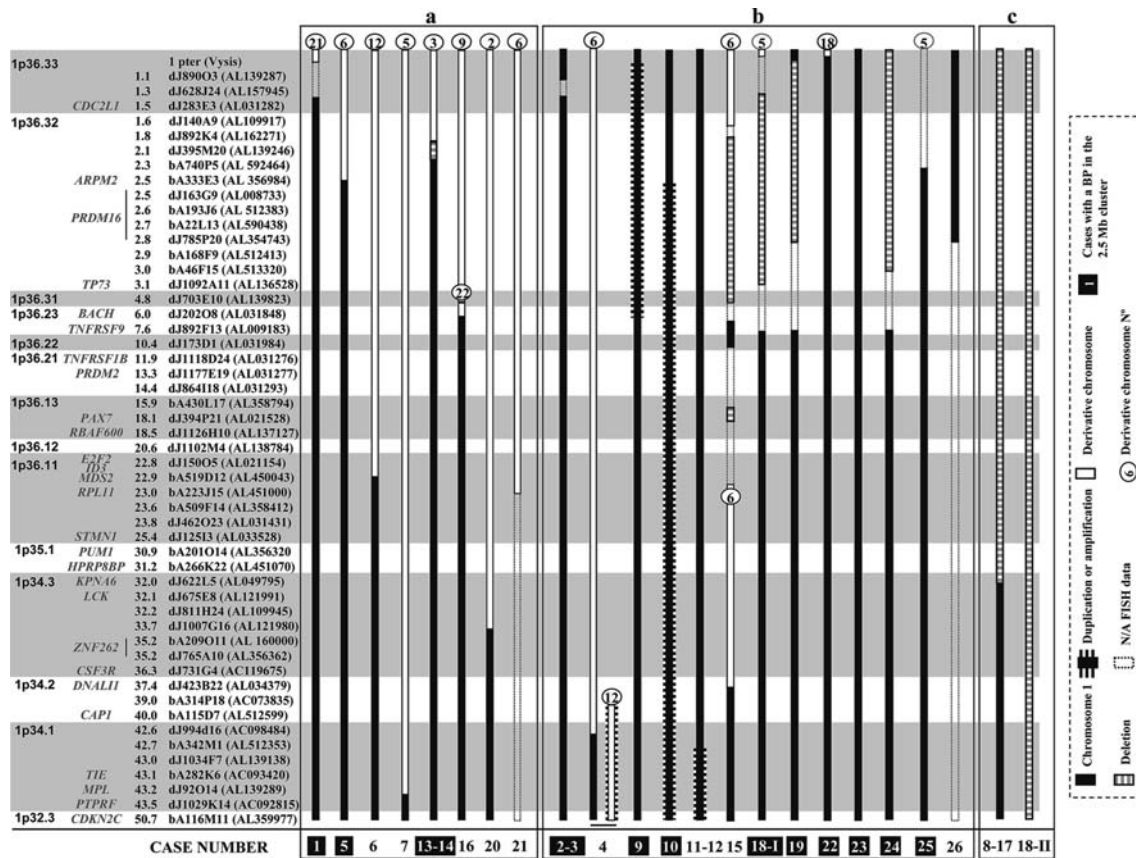 a b c
21 6 12 5 3 9 2 6 6 6 5 18 5
1p36.33 1 pter (Vysis)
1.1 dJ890O3 (AL139287)
1.3 dJ628J24 (AL157945)
CDC2L1 1.5 dJ283E3 (AL031282)
1p36.32 1.6 dJ140A9 (AL109917)
1.8 dJ892K4 (AL162271)
2.1 dJ395M20 (AL139246)
2.3 bA740P5 (AL 592464)
ARPM2 2.5 bA333E3 (AL 356984)
2.5 dJ163G9 (AL008733)
PRDM16 2.6 bA193J6 (AL 512383)
2.7 bA22L13 (AL590438)
2.8 dJ785P20 (AL354743)
2.9 bA168F9 (AL512413)
3.0 bA46F15 (AL513320)
TP73 3.1 dJ1092A11 (AL136528)
22
1p36.31 4.8 dJ703E10 (AL139823)
1p36.23 BACH 6.0 dJ202O8 (AL031848)
TNFRSF9 7.6 dJ892F13 (AL009183)
1p36.22 10.4 dJ173D1 (AL031984)
1p36.21 TNFRSF1B 11.9 dJ1118D24 (AL031276)
PRDM2 13.3 dJ1177E19 (AL031277)
14.4 dJ864I18 (AL031293)
1p36.13 15.9 bA430L17 (AL358794)
PAX7 18.1 dJ394P21 (AL021528)
RBAF600 18.5 dJ1126H10 (AL137127)
1p36.12 20.6 dJ1102M4 (AL138784)
1p36.11 E2F2 22.8 dJ150O5 (AL021154)
ID3
MDS2 22.9 bA519D12 (AL450043)
RPL11 23.0 bA223J15 (AL451000)
6
23.6 bA509F14 (AL358412)
23.8 dJ462O23 (AL031431)
STMN1 25.4 dJ125I3 (AL033528)
1p35.1 PUM1 30.9 bA201O14 (AL356320
HPRP8BP 31.2 bA266K22 (AL451070)
1p34.3 KPNA6 32.0 dJ622L5 (AL049795)
LCK 32.1 dJ675E8 (AL121991)
32.2 dJ811H24 (AL109945)
33.7 dJ1007G16 (AL121980)
ZNF262 35.2 bA209O11 (AL 160000)
35.2 dJ765A10 (AL356362)
CSF3R 36.3 dJ731G4 (AC119675)
1p34.2 DNALI1 37.4 dJ423B22 (AL034379)
39.0 bA314P18 (AC073835)
12
CAP1 40.0 bA115D7 (AL512599)
1p34.1 42.6 dJ994d16 (AC098484)
42.7 bA342M1 (AL512353)
43.0 dJ1034F7 (AL139138)
TIE 43.1 bA282K6 (AC093420)
MPL 43.2 dJ92O14 (AL139289)
PTPRF 43.5 dJ1029K14 (AC092815)
1p32.3 CDKN2C 50.7 bA116M11 (AL359977)
CASE NUMBER 1 5 6 7 13-14 16 20 21 2-3 4 9 10 11-12 15 18-I 19 22 23 24 25 26 8-17 18-II
Chromosome 1
Duplication or amplification
Derivative chromosome
1 Cases with a BP in the
2.5 Mb cluster
Deletion
N/A FISH data
6 Derivative chromosome Nº